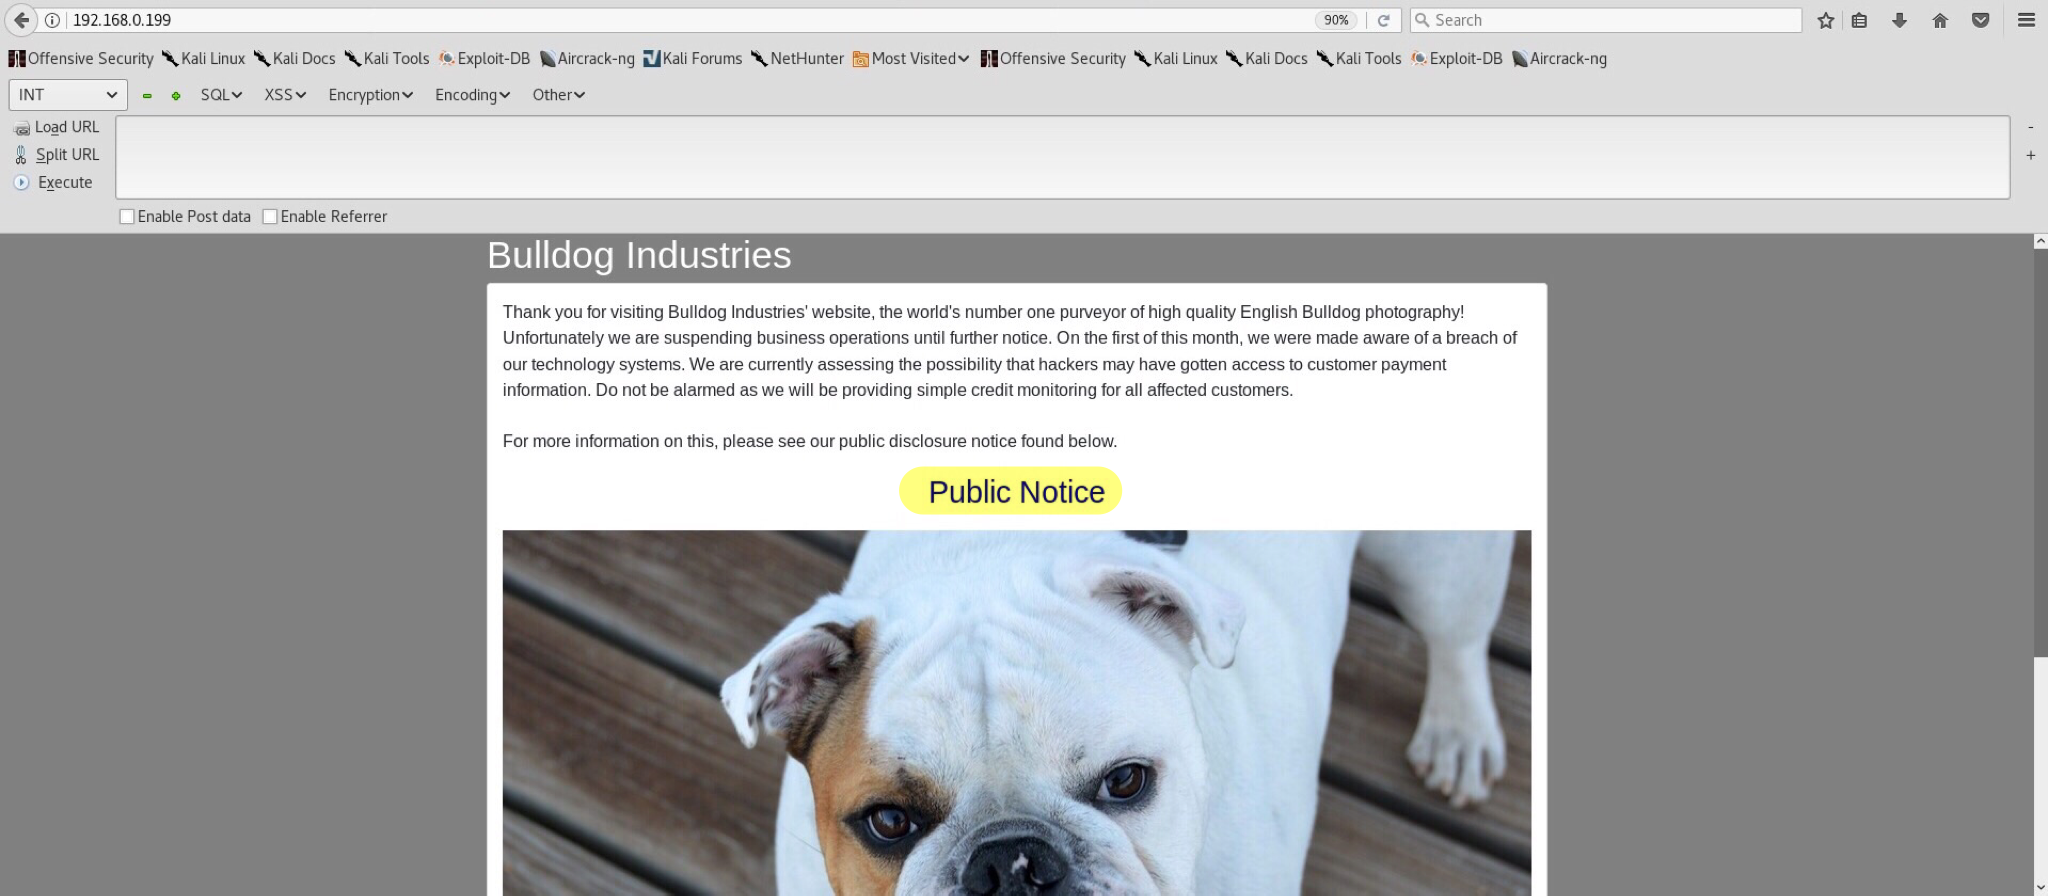 192.168.0.199
90%
Search
Offensive Security Kali Linux Kali Docs Kali Tools Exploit-DB Aircrack-ng Kali Forums NetHunter Most Visited Offensive Security Kali Linux Kali Docs Kali Tools Exploit-DB Aircrack-ng
INT SQL XSS Encryption Encoding Other
Load URL
Split URL
Execute
-
+
Enable Post data Enable Referrer
Bulldog Industries
Thank you for visiting Bulldog Industries' website, the world's number one purveyor of high quality English Bulldog photography!
Unfortunately we are suspending business operations until further notice. On the first of this month, we were made aware of a breach of
our technology systems. We are currently assessing the possibility that hackers may have gotten access to customer payment
information. Do not be alarmed as we will be providing simple credit monitoring for all affected customers.
For more information on this, please see our public disclosure notice found below.
Public Notice